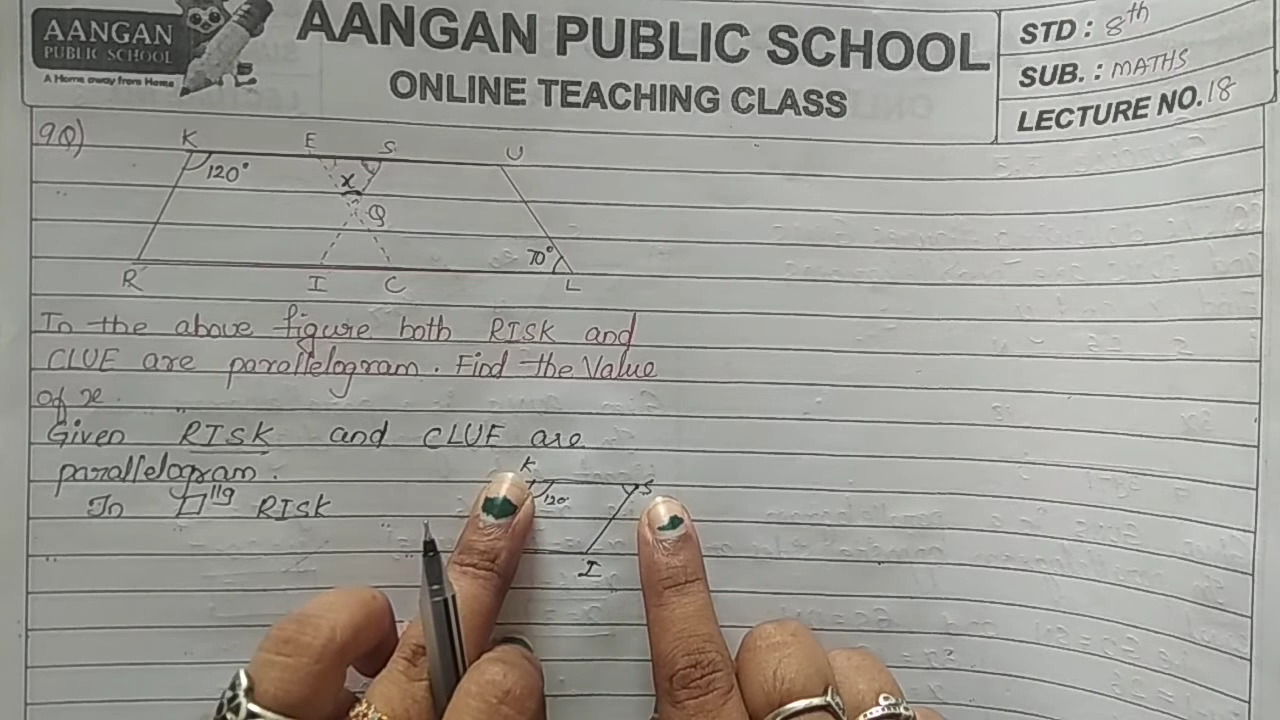 AANGAN
PUBLIC SCHOOL
A Home away from Home
AANGAN PUBLIC SCHOOL
ONLINE TEACHING CLASS
STD : 8th
SUB. : MATHS
LECTURE NO. 18
9Q)
K E S U
120°
x
Q
70°
R I C L
In the above figure both RISK and
CLUE are parallelogram. Find the Value
of x.
Given RISK and CLUE are
parallelogram.
K
S
120°
In ▱llg RISK
I